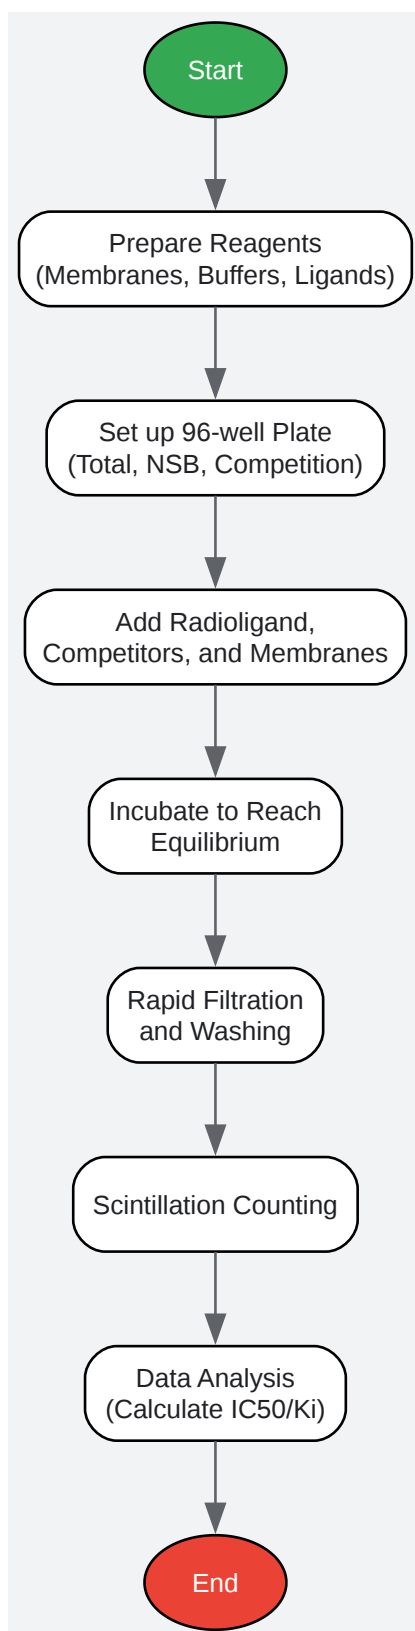 Start
Prepare Reagents
(Membranes, Buffers, Ligands)
Set up 96-well Plate
(Total, NSB, Competition)
Add Radioligand,
Competitors, and Membranes
Incubate to Reach
Equilibrium
Rapid Filtration
and Washing
Scintillation Counting
Data Analysis
(Calculate IC50/Ki)
End